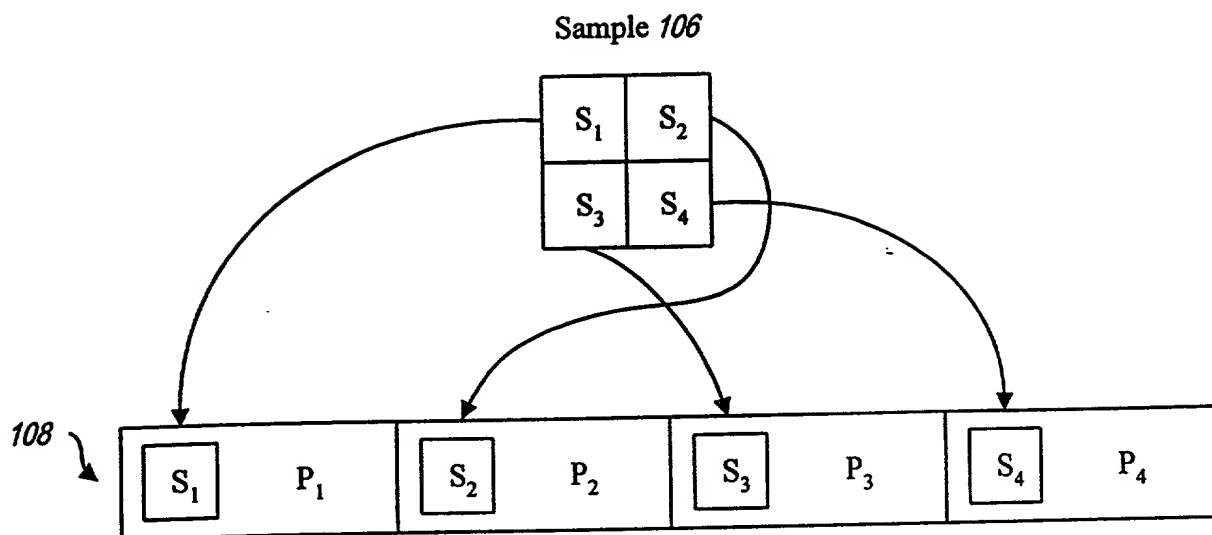 Sample 106
S₁ S₂
S₃ S₄
108
S₁ P₁ S₂ P₂ S₃ P₃ S₄ P₄